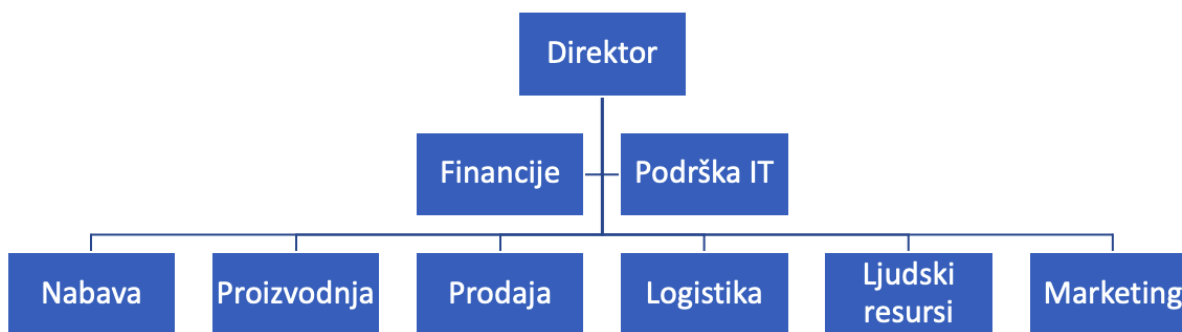 Direktor
Financije
Podrška IT
Nabava
Proizvodnja
Prodaja
Logistika
Ljudski
resursi
Marketing